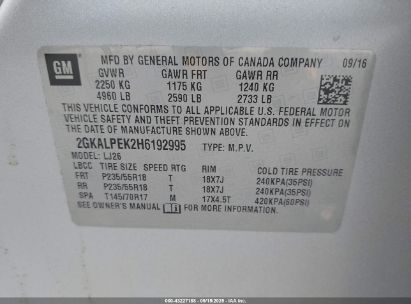 GM
MFD BY GENERAL MOTORS OF CANADA COMPANY 09/16
GVWR GAWR FRT GAWR RR
2250 KG 1175 KG 1240 KG
4960 LB 2590 LB 2733 LB
THIS VEHICLE CONFORMS TO ALL APPLICABLE U.S. FEDERAL MOTOR
VEHICLE SAFETY AND THEFT PREVENTION STANDARDS IN EFFECT ON
THE DATE OF MANUFACTURE SHOWN ABOVE.
2GKALPEK2H6192995 TYPE: M.P.V.
MODEL: LJ26
LBCC TIRE SIZE SPEED RTG RIM COLD TIRE PRESSURE
FRT P235/55R18 T 18X7J 240KPA(35PSI)
RR P235/55R18 T 18X7J 240KPA(35PSI)
SPA T145/70R17 M 17X4.5T 420KPA(60PSI)
SEE OWNER'S MANUAL FOR MORE INFORMATION.